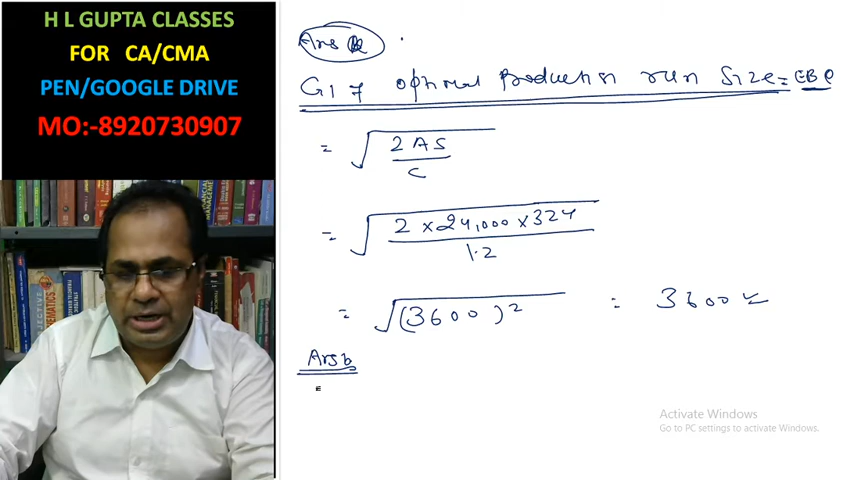 H L GUPTA CLASSES
FOR CA/CMA
PEN/GOOGLE DRIVE
MO:-8920730907
Ans
optimal Production run Size = EBQ
= √ 2AS / C
= √ 2 × 24,000 × 324 / 1.2
= √ (3600)² = 3600
Ans b
=
Activate Windows
Go to PC settings to activate Windows.